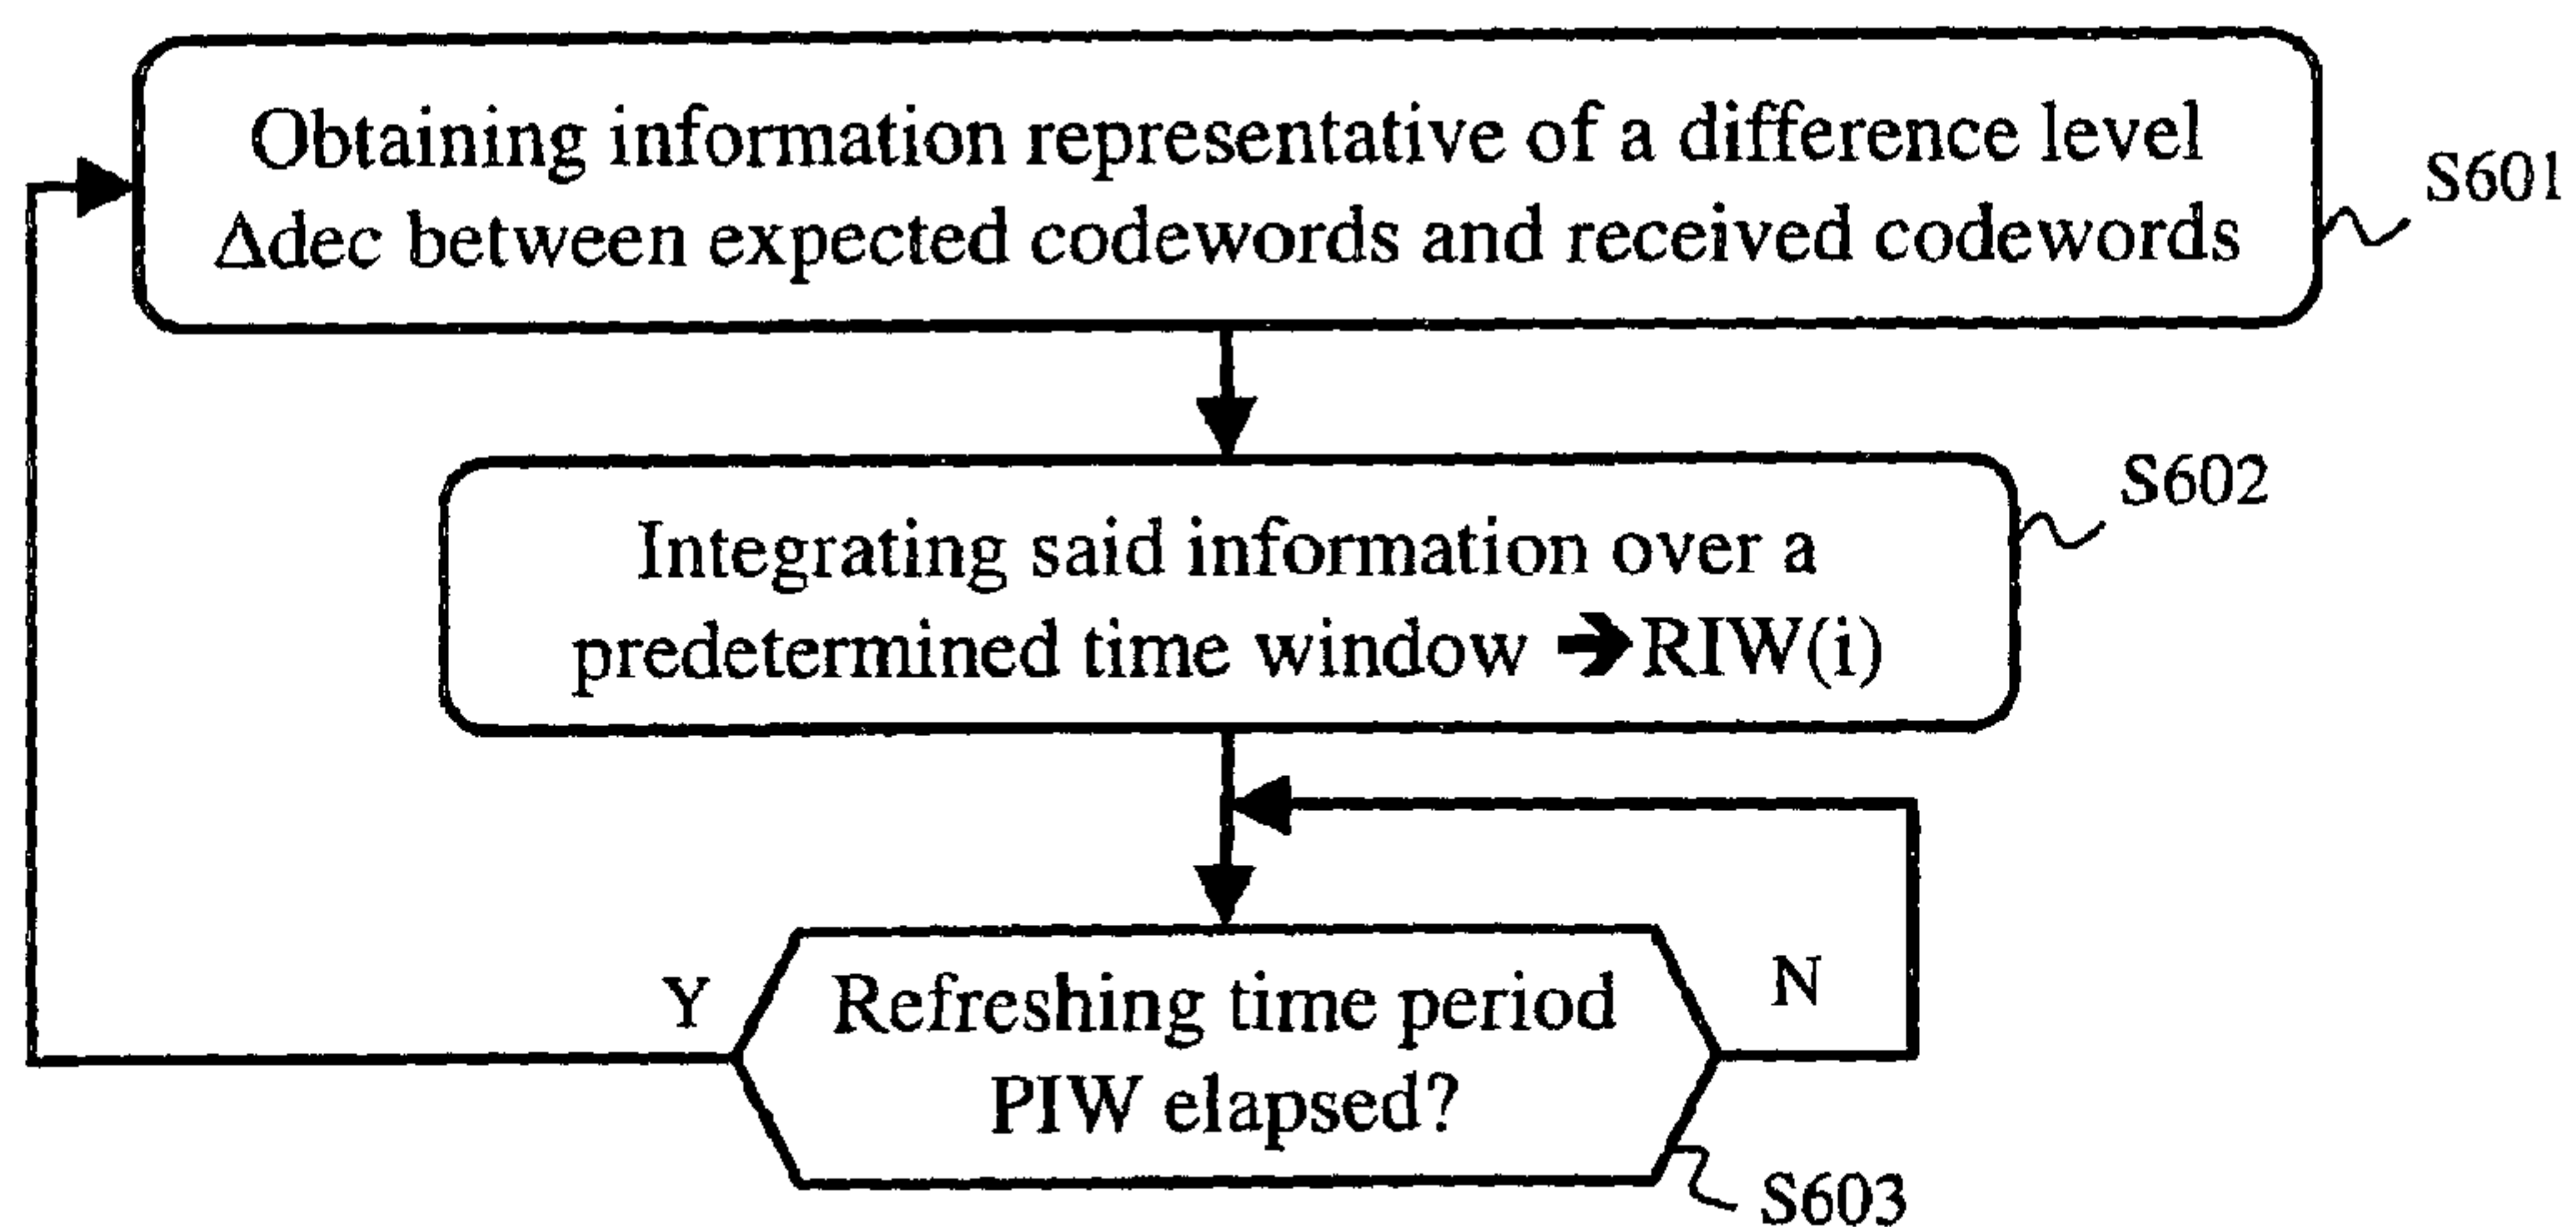 Obtaining information representative of a difference level
Δdec between expected codewords and received codewords
S601
Integrating said information over a
predetermined time window ➔RIW(i)
S602
Refreshing time period
PIW elapsed?
Y
N
S603